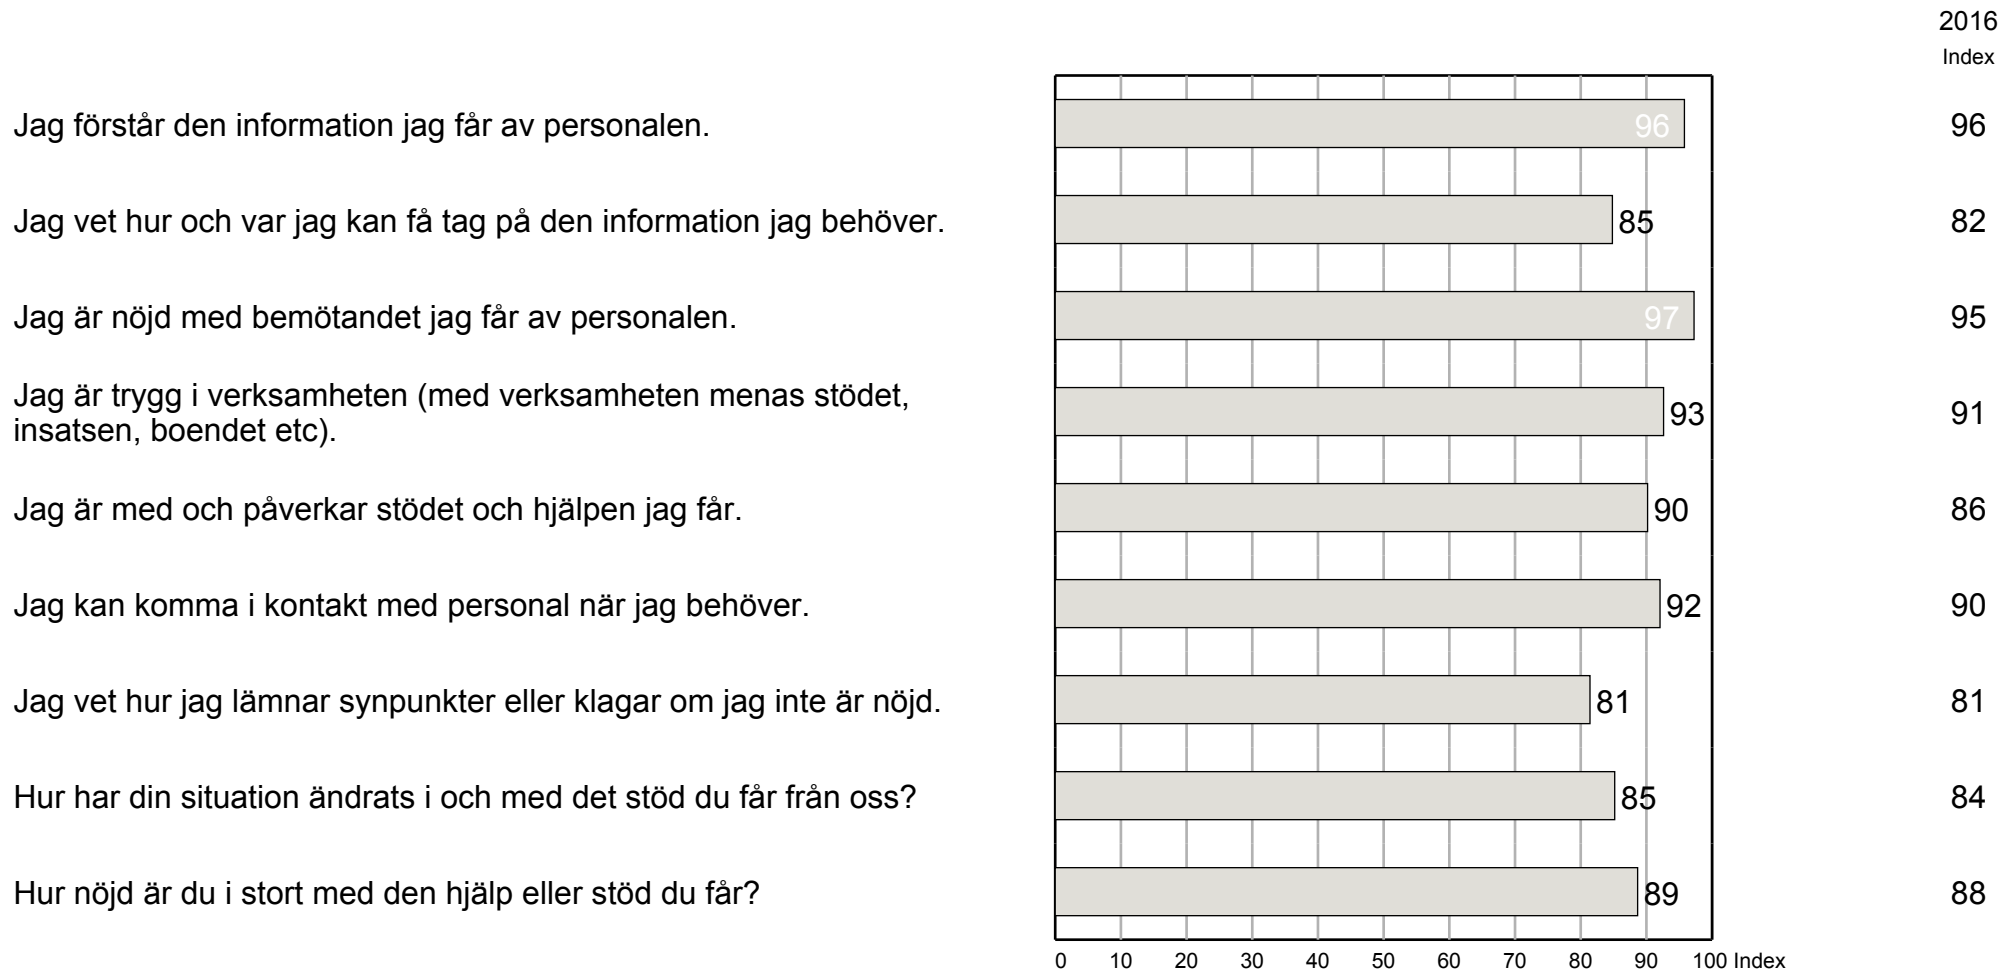 2016
Index
Jag förstår den information jag får av personalen. 96 96
Jag vet hur och var jag kan få tag på den information jag behöver. 85 82
Jag är nöjd med bemötandet jag får av personalen. 97 95
Jag är trygg i verksamheten (med verksamheten menas stödet,
insatsen, boendet etc). 93 91
Jag är med och påverkar stödet och hjälpen jag får. 90 86
Jag kan komma i kontakt med personal när jag behöver. 92 90
Jag vet hur jag lämnar synpunkter eller klagar om jag inte är nöjd. 81 81
Hur har din situation ändrats i och med det stöd du får från oss? 85 84
Hur nöjd är du i stort med den hjälp eller stöd du får? 89 88
0 10 20 30 40 50 60 70 80 90 100 Index